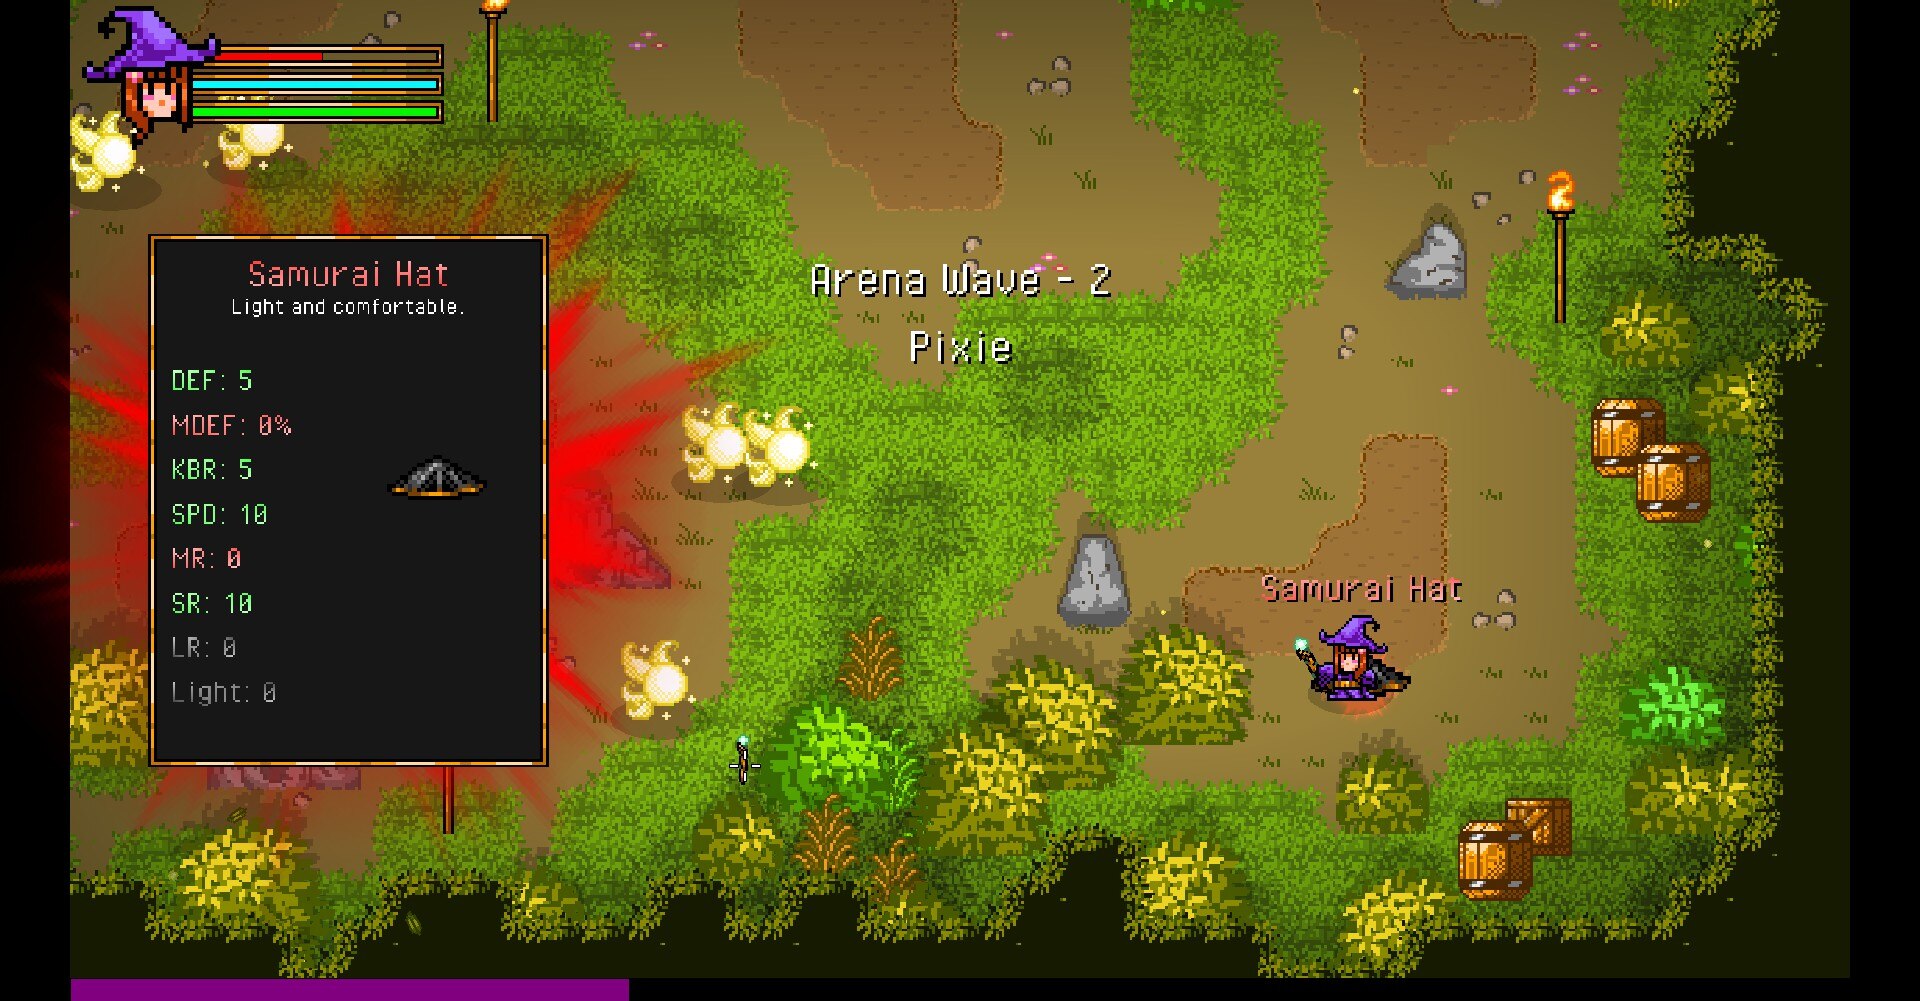 Samurai Hat
Light and comfortable.
DEF: 5
MDEF: 0%
KBR: 5
SPD: 10
MR: 0
SR: 10
LR: 0
Light: 0
Arena Wave - 2
Pixie
Samurai Hat